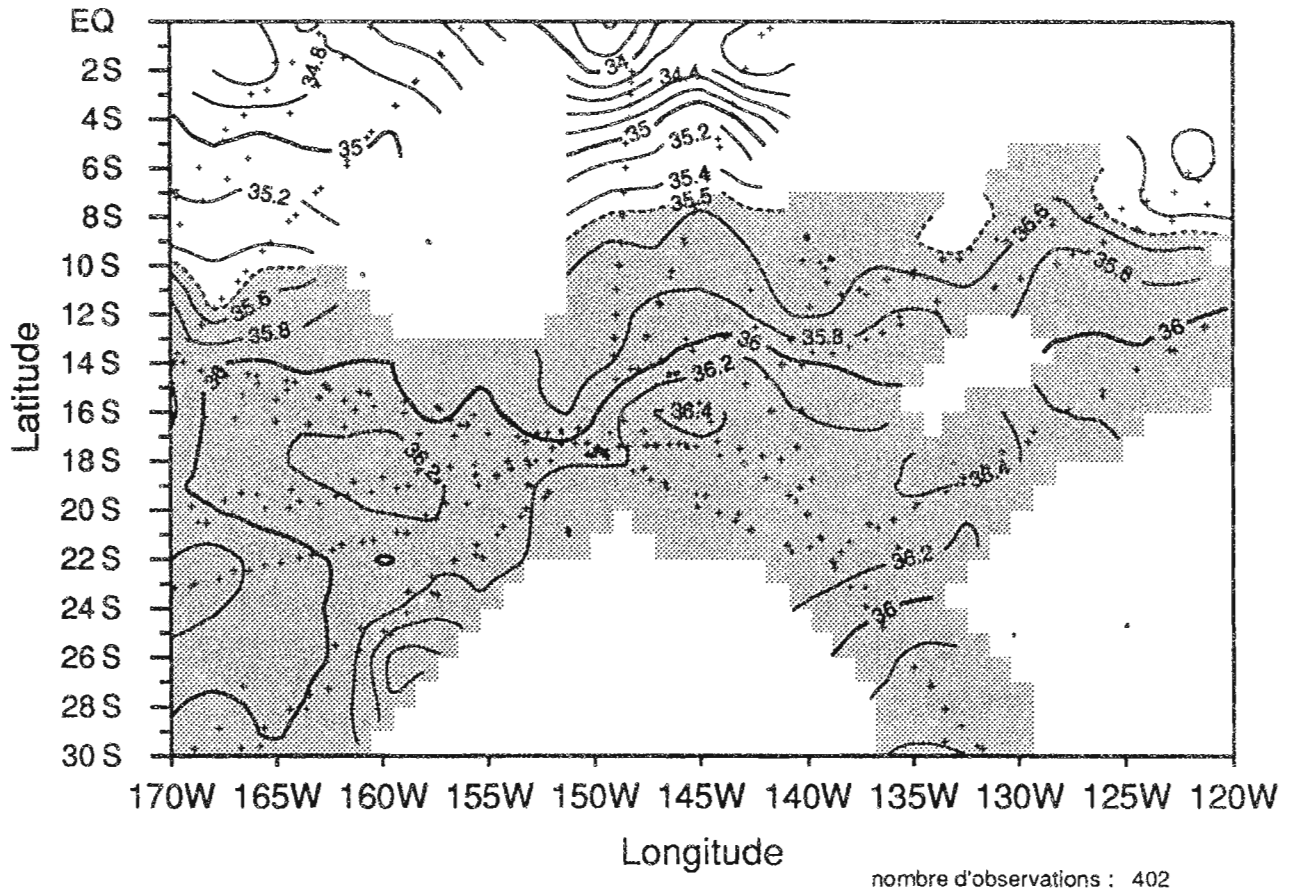 EQ
2S
4S
6S
8S
10S
12S
14S
16S
18S
20S
22S
24S
26S
28S
30S
Latitude
34.8
34
34.4
35
35
35.2
35.2
35.4
35.5
35.6
35.8
35.6
35.8
35.8
36
36
36
36.2
36.4
36.2
36.4
36.2
36
170W 165W 160W 155W 150W 145W 140W 135W 130W 125W 120W
Longitude
nombre d'observations : 402